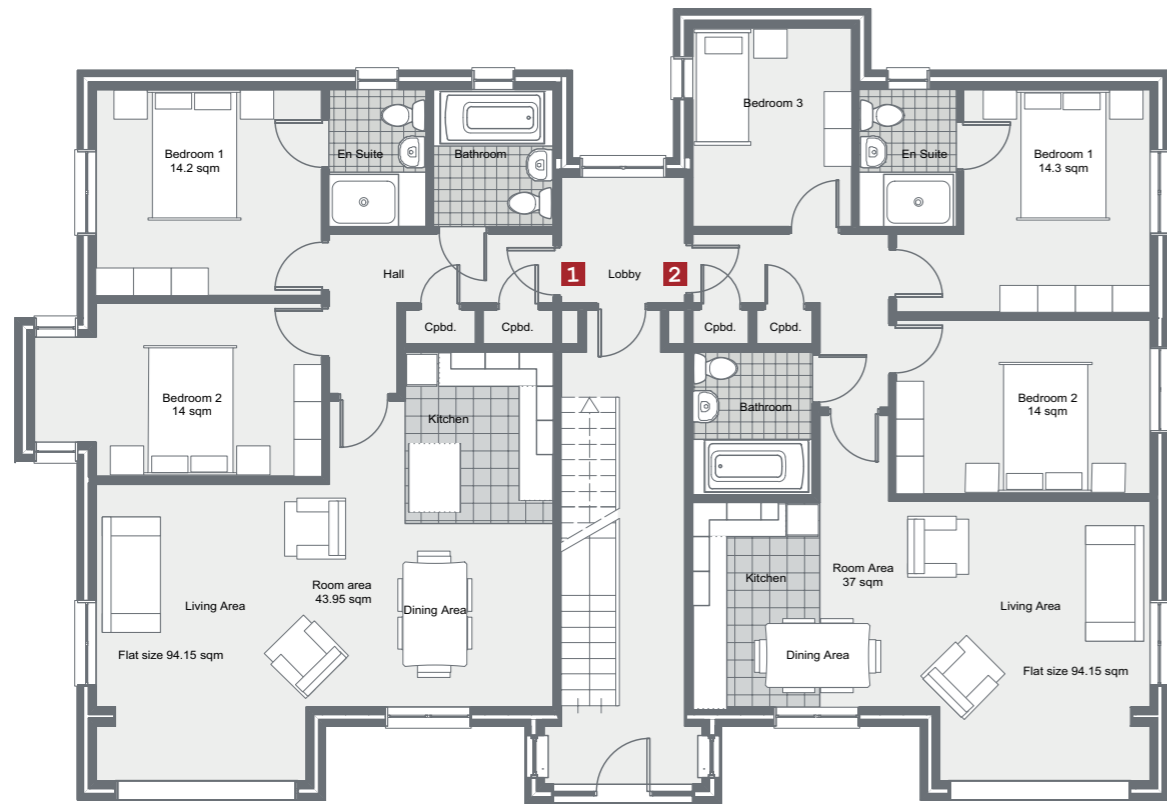 Bedroom 3
Bedroom 1
14.2 sqm
En Suite
Bathroom
En Suite
Bedroom 1
14.3 sqm
Hall
1
Lobby
2
Cpbd.
Cpbd.
Cpbd.
Cpbd.
Bedroom 2
14 sqm
Kitchen
Bathroom
Bedroom 2
14 sqm
Room area
43.95 sqm
Living Area
Dining Area
Flat size 94.15 sqm
Kitchen
Room Area
37 sqm
Living Area
Dining Area
Flat size 94.15 sqm